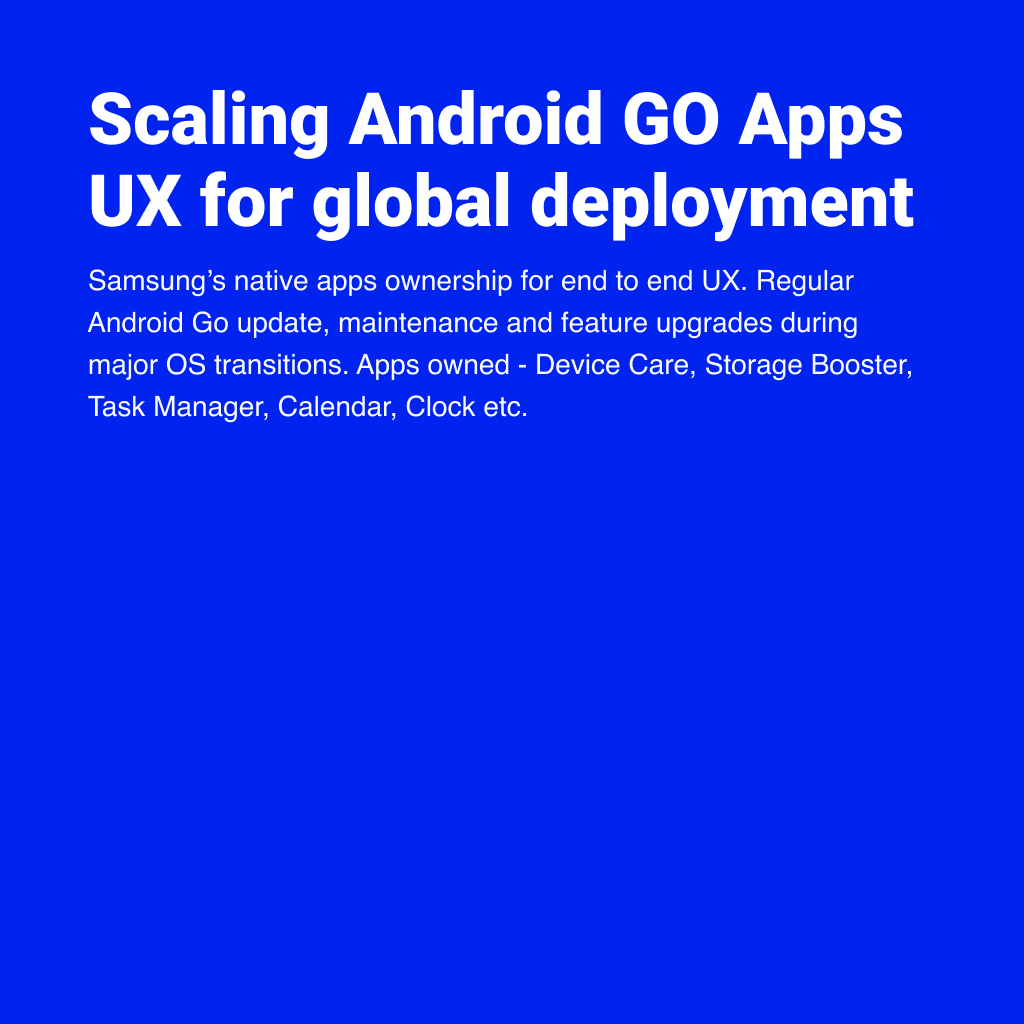 Scaling Android GO Apps
UX for global deployment
Samsung’s native apps ownership for end to end UX. Regular
Android Go update, maintenance and feature upgrades during
major OS transitions. Apps owned - Device Care, Storage Booster,
Task Manager, Calendar, Clock etc.